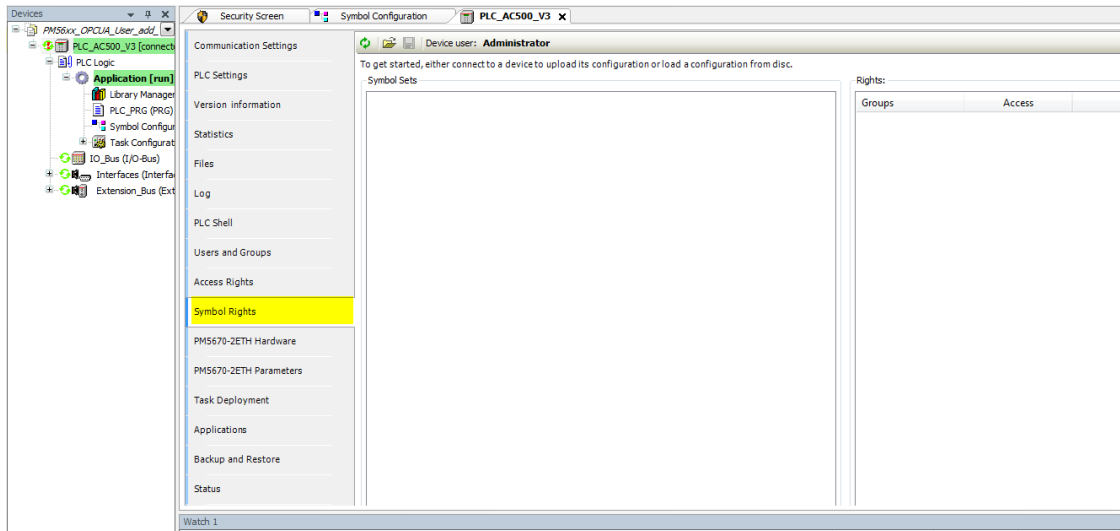 Devices
PM56xx_OPCUA_User_add_
PLC_AC500_V3 [connecte
PLC Logic
Application [run]
Library Manager
PLC_PRG (PRG)
Symbol Configur
Task Configurat
IO_Bus (I/O-Bus)
Interfaces (Interfa
Extension_Bus (Ext
Security Screen
Symbol Configuration
PLC_AC500_V3
Communication Settings
PLC Settings
Version information
Statistics
Files
Log
PLC Shell
Users and Groups
Access Rights
Symbol Rights
PM5670-2ETH Hardware
PM5670-2ETH Parameters
Task Deployment
Applications
Backup and Restore
Status
Device user: Administrator
To get started, either connect to a device to upload its configuration or load a configuration from disc.
Symbol Sets
Rights:
Groups Access
Watch 1